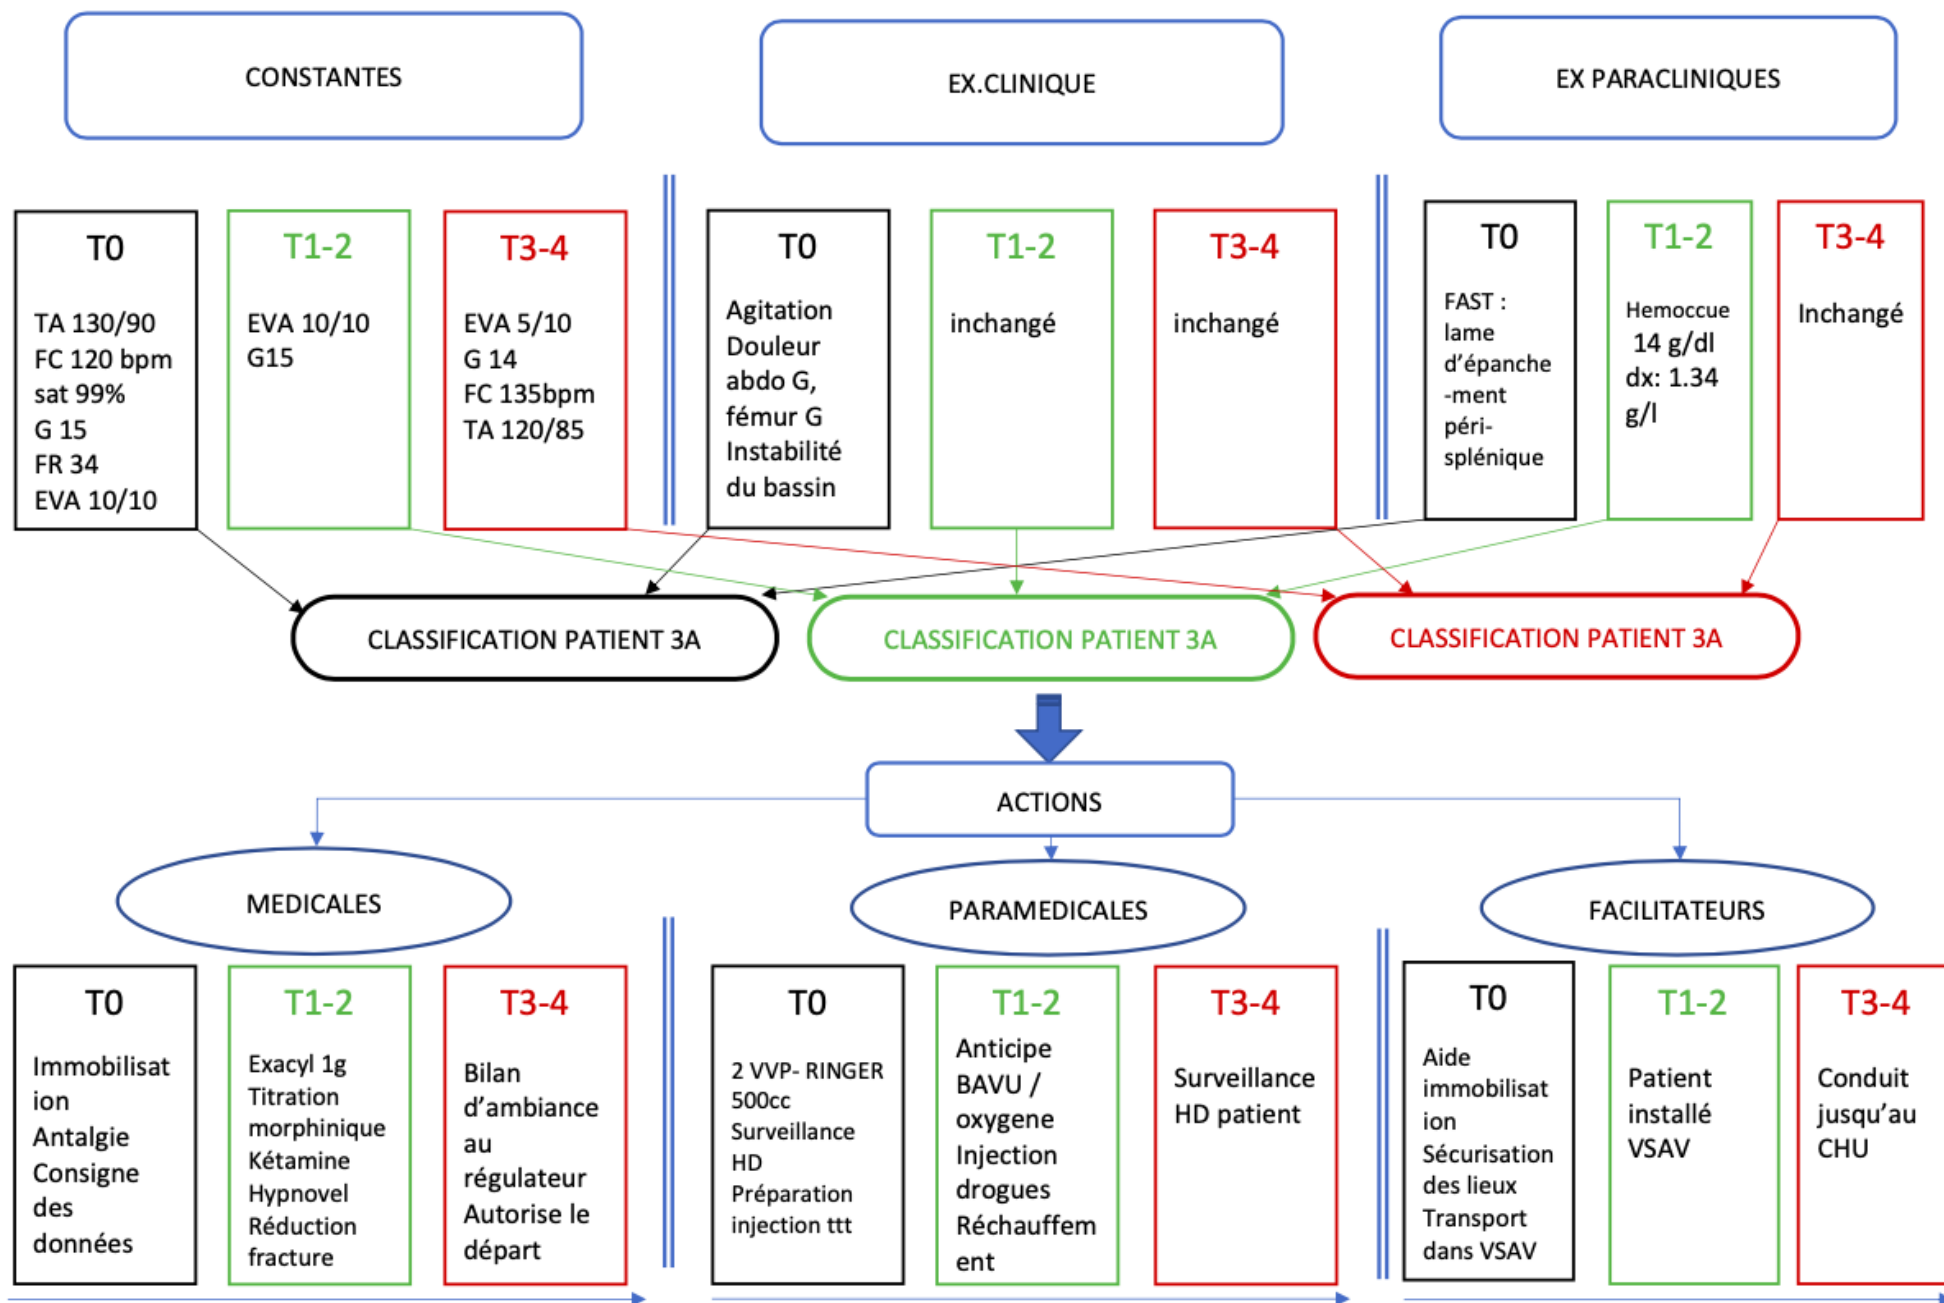 CONSTANTES
EX.CLINIQUE
EX PARACLINIQUES
T0
TA 130/90
FC 120 bpm
sat 99%
G 15
FR 34
EVA 10/10
T1-2
EVA 10/10
G15
T3-4
EVA 5/10
G 14
FC 135bpm
TA 120/85
T0
Agitation
Douleur
abdo G,
fémur G
Instabilité
du bassin
T1-2
inchangé
T3-4
inchangé
T0
FAST :
lame
d'épanche
-ment
péri-
splénique
T1-2
Hemoccue
14 g/dl
dx: 1.34
g/l
T3-4
Inchangé
CLASSIFICATION PATIENT 3A
CLASSIFICATION PATIENT 3A
CLASSIFICATION PATIENT 3A
ACTIONS
MEDICALES
PARAMEDICALES
FACILITATEURS
T0
Immobilisat
ion
Antalgie
Consigne
des
données
T1-2
Exacyl 1g
Titration
morphinique
Kétamine
Hypnovel
Réduction
fracture
T3-4
Bilan
d'ambiance
au
régulateur
Autorise le
départ
T0
2 VVP- RINGER
500cc
Surveillance
HD
Préparation
injection ttt
T1-2
Anticipe
BAVU /
oxygene
Injection
drogues
Réchauffem
ent
T3-4
Surveillance
HD patient
T0
Aide
immobilisat
ion
Sécurisation
des lieux
Transport
dans VSAV
T1-2
Patient
installé
VSAV
T3-4
Conduit
jusqu'au
CHU